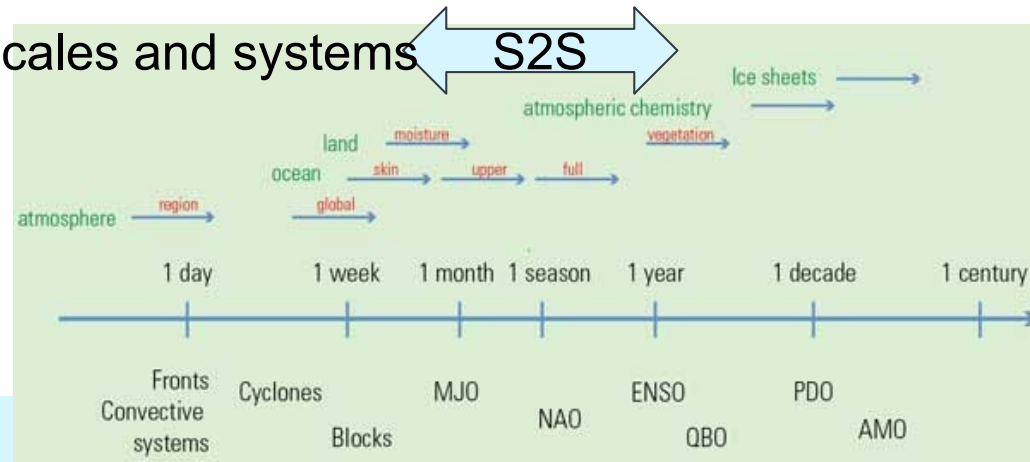 cales and systems S2S
Ice sheets
atmospheric chemistry
land moisture vegetation
ocean skin upper full
atmosphere region global
1 day 1 week 1 month 1 season 1 year 1 decade 1 century
Fronts
Convective
systems
Cyclones
Blocks
MJO
NAO
ENSO
QBO
PDO
AMO